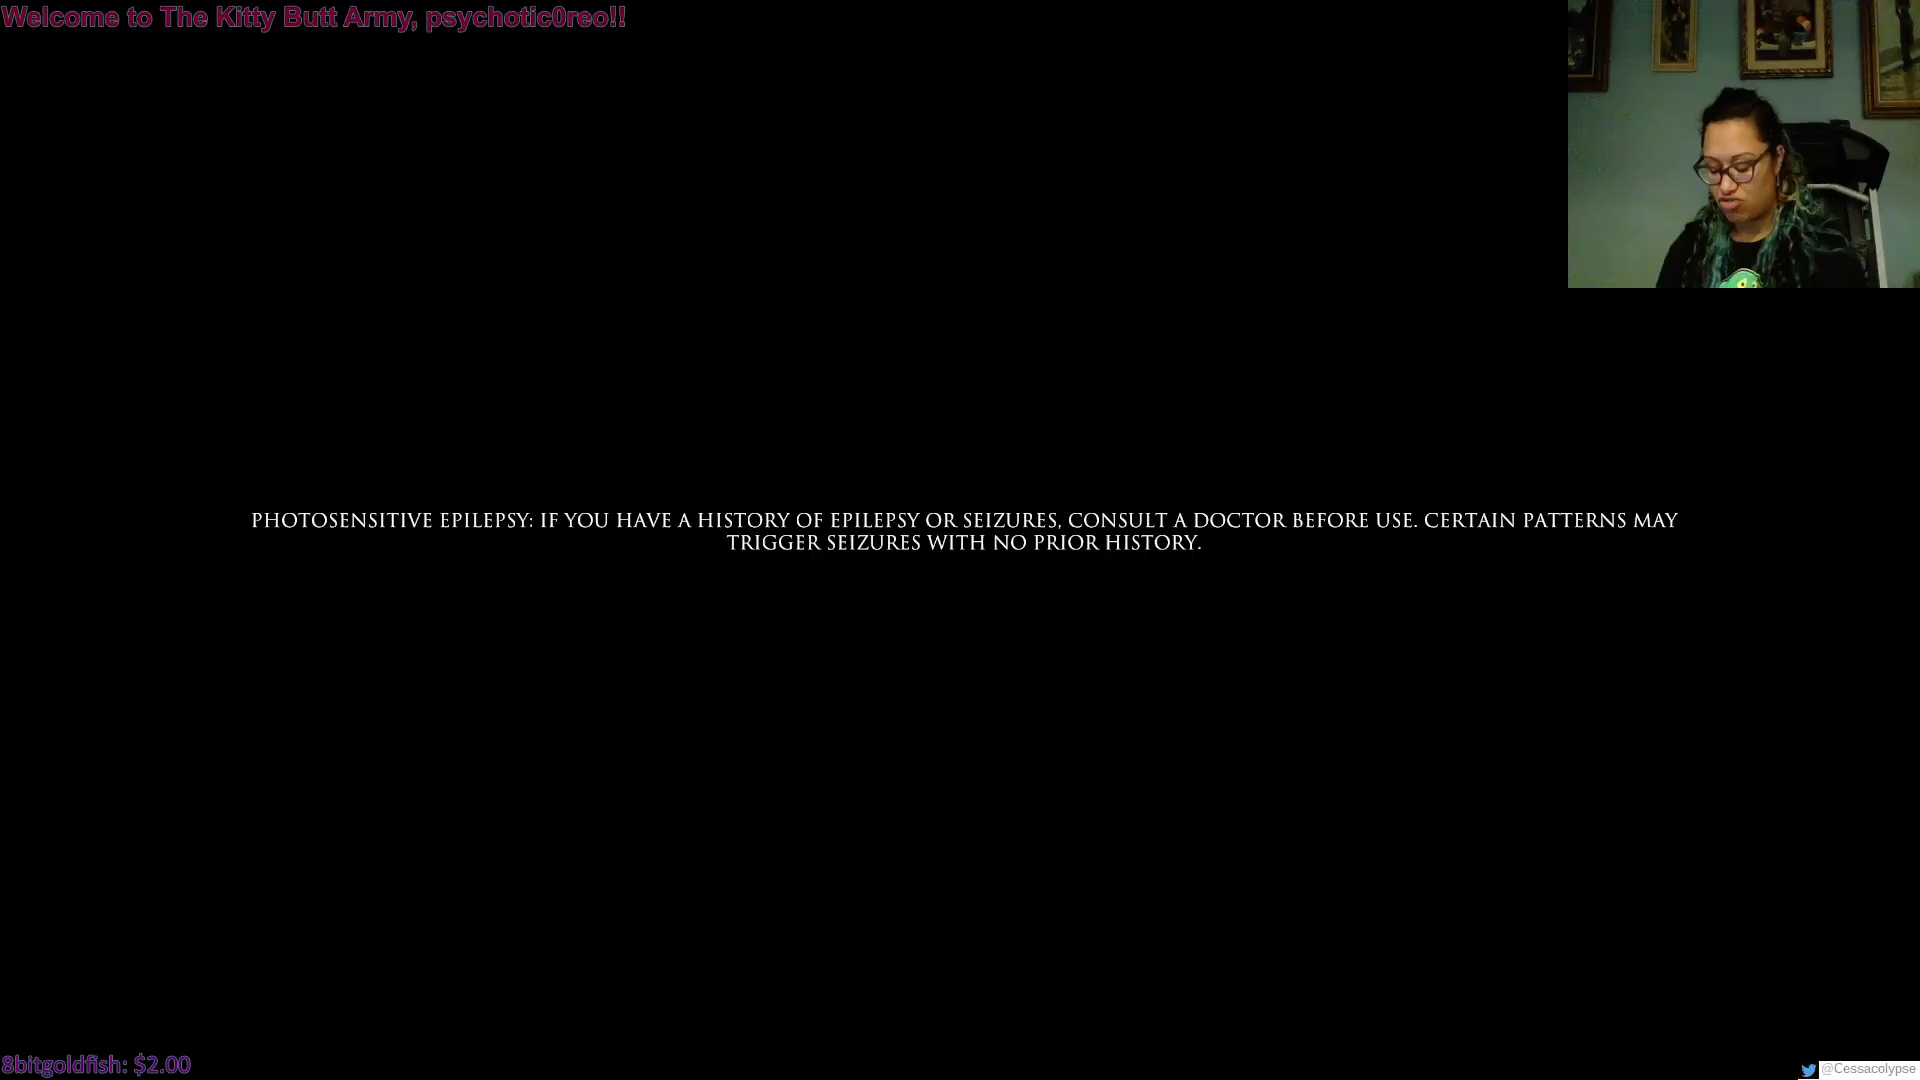 Welcome to The Kitty Butt Army, psychotic0reo!!
PHOTOSENSITIVE EPILEPSY: IF YOU HAVE A HISTORY OF EPILEPSY OR SEIZURES, CONSULT A DOCTOR BEFORE USE. CERTAIN PATTERNS MAY
TRIGGER SEIZURES WITH NO PRIOR HISTORY.
8bitgoldfish: $2.00
@Cessacolypse